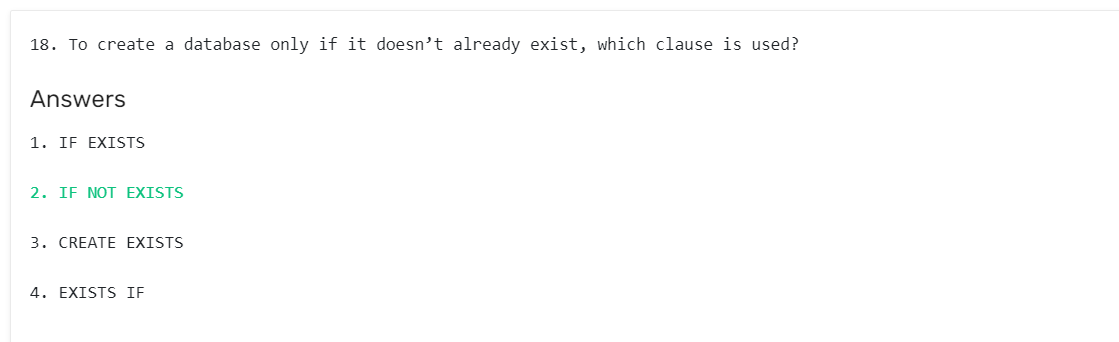 18. To create a database only if it doesn’t already exist, which clause is used?
Answers
1. IF EXISTS
2. IF NOT EXISTS
3. CREATE EXISTS
4. EXISTS IF